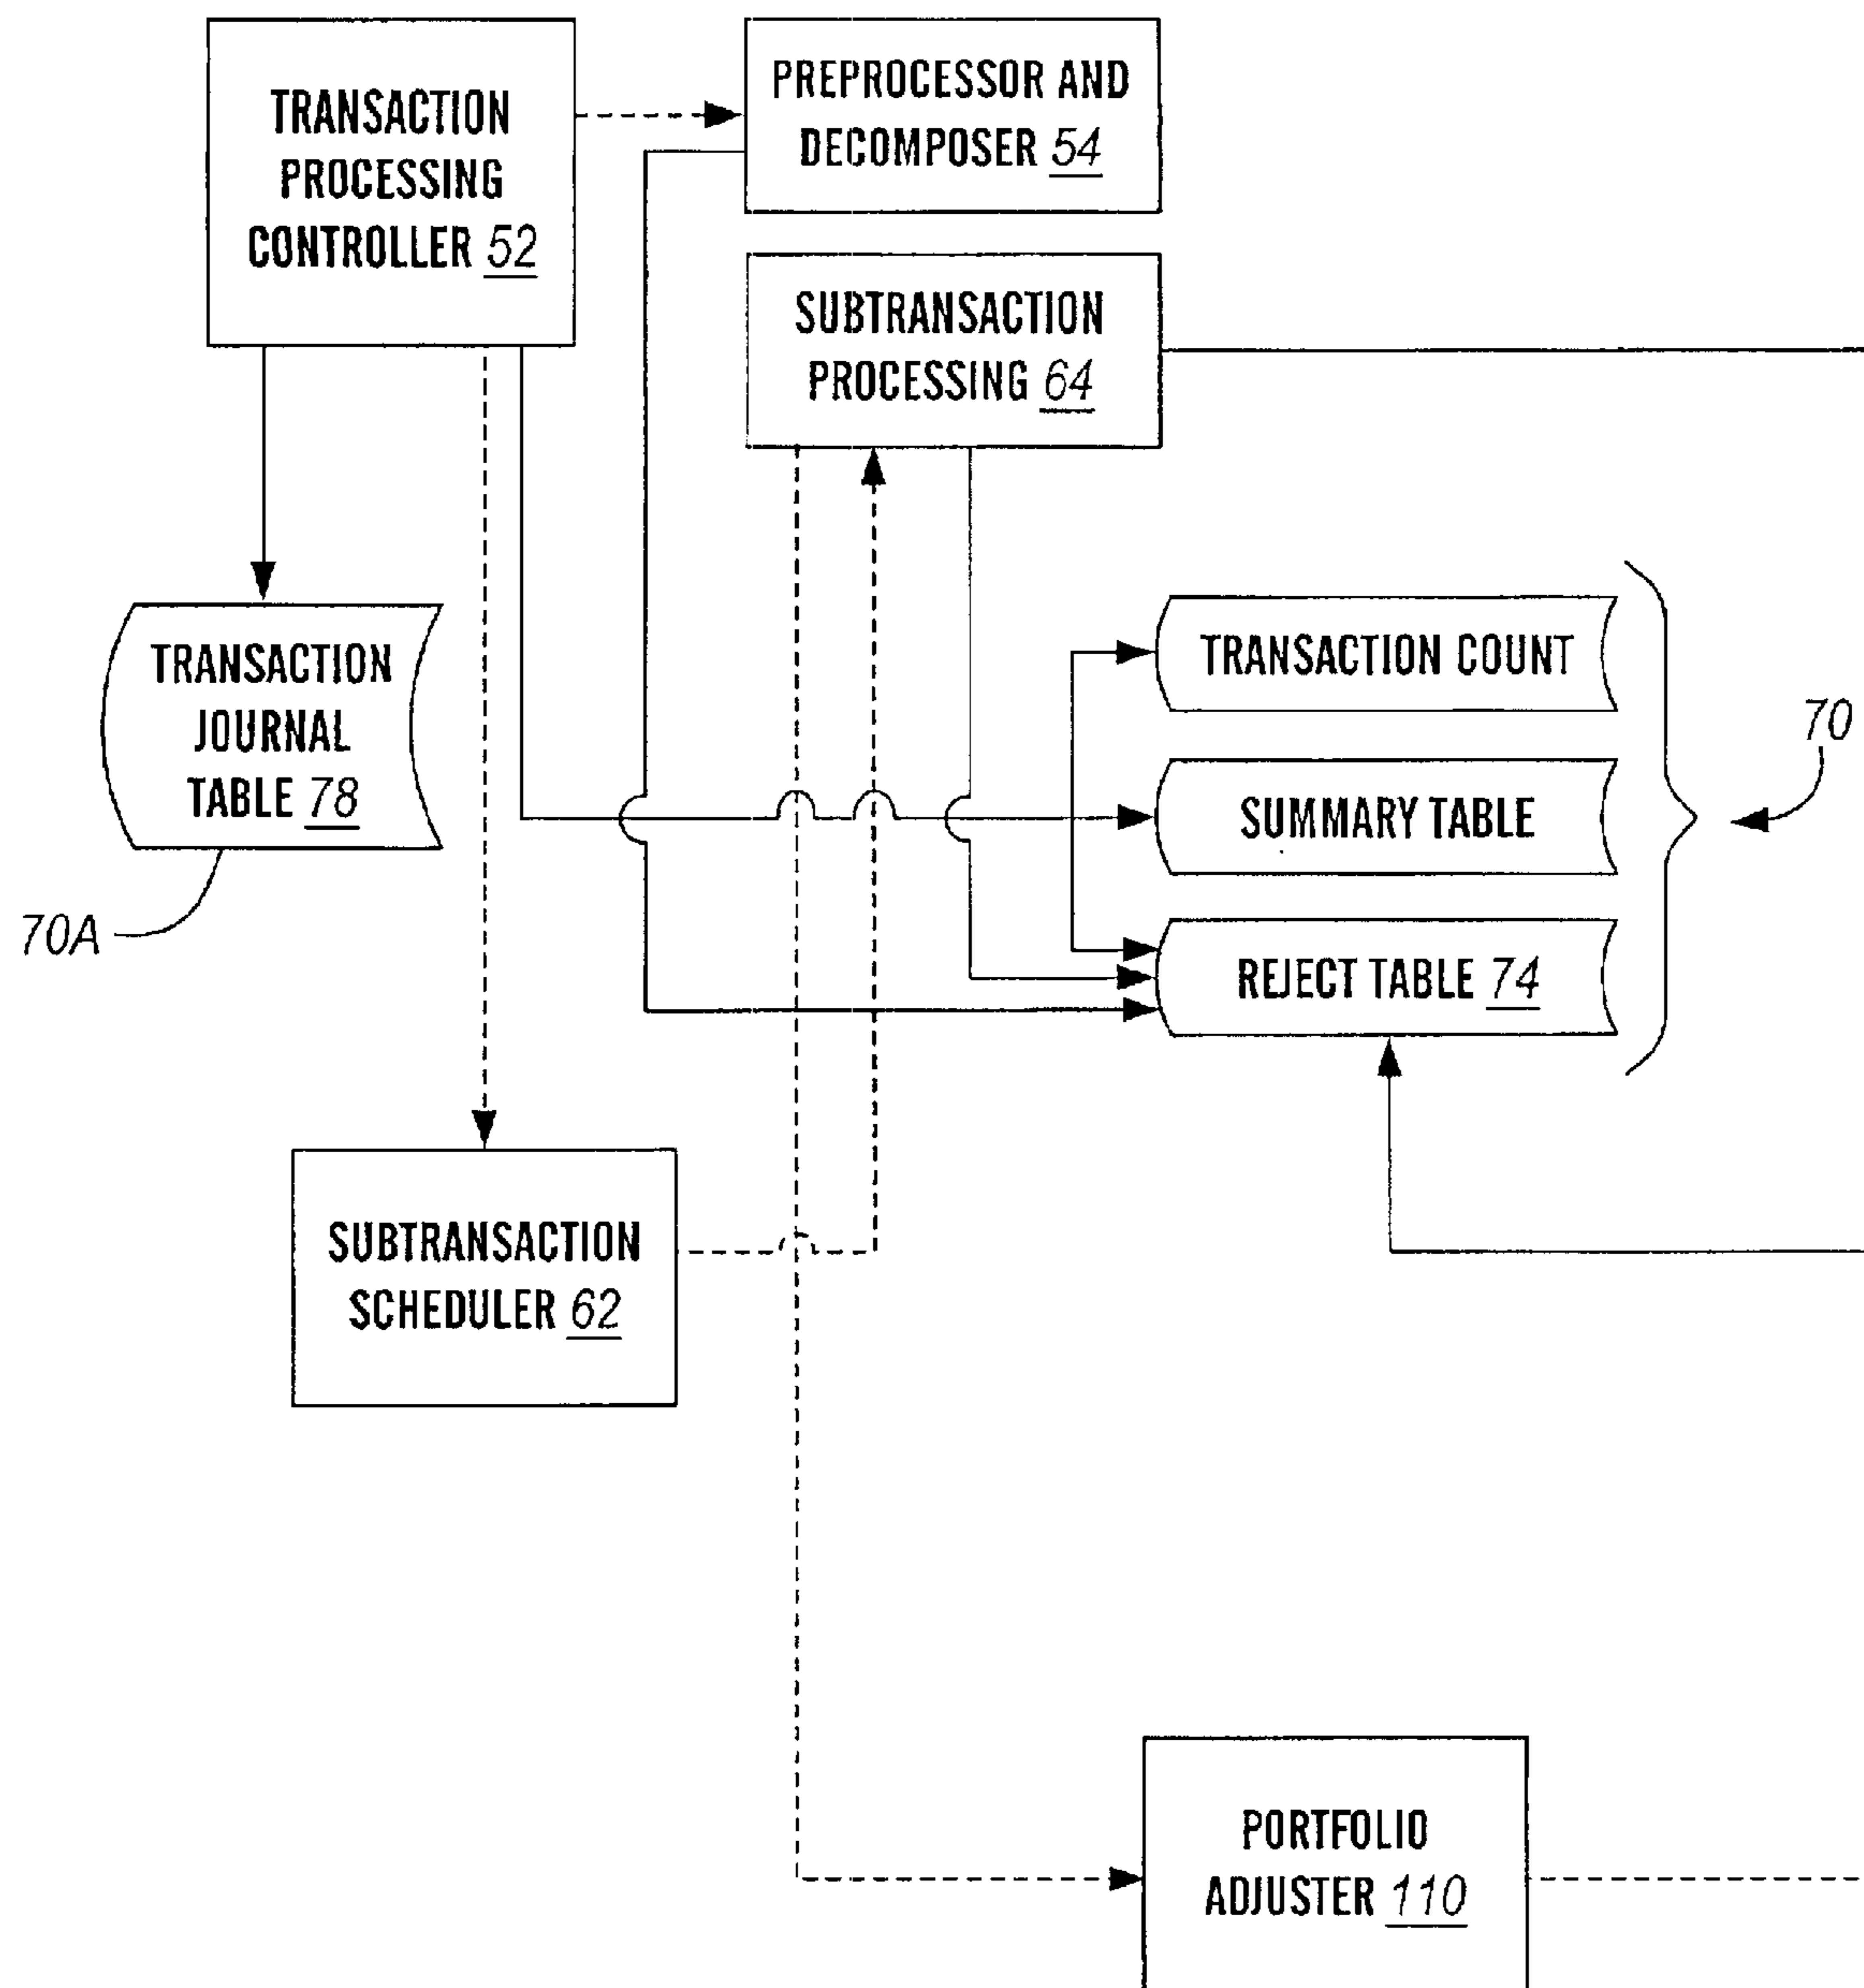 TRANSACTION
PROCESSING
CONTROLLER 52
PREPROCESSOR AND
DECOMPOSER 54
SUBTRANSACTION
PROCESSING 64
TRANSACTION
JOURNAL
TABLE 78
70A
TRANSACTION COUNT
SUMMARY TABLE
REJECT TABLE 74
70
SUBTRANSACTION
SCHEDULER 62
PORTFOLIO
ADJUSTER 110